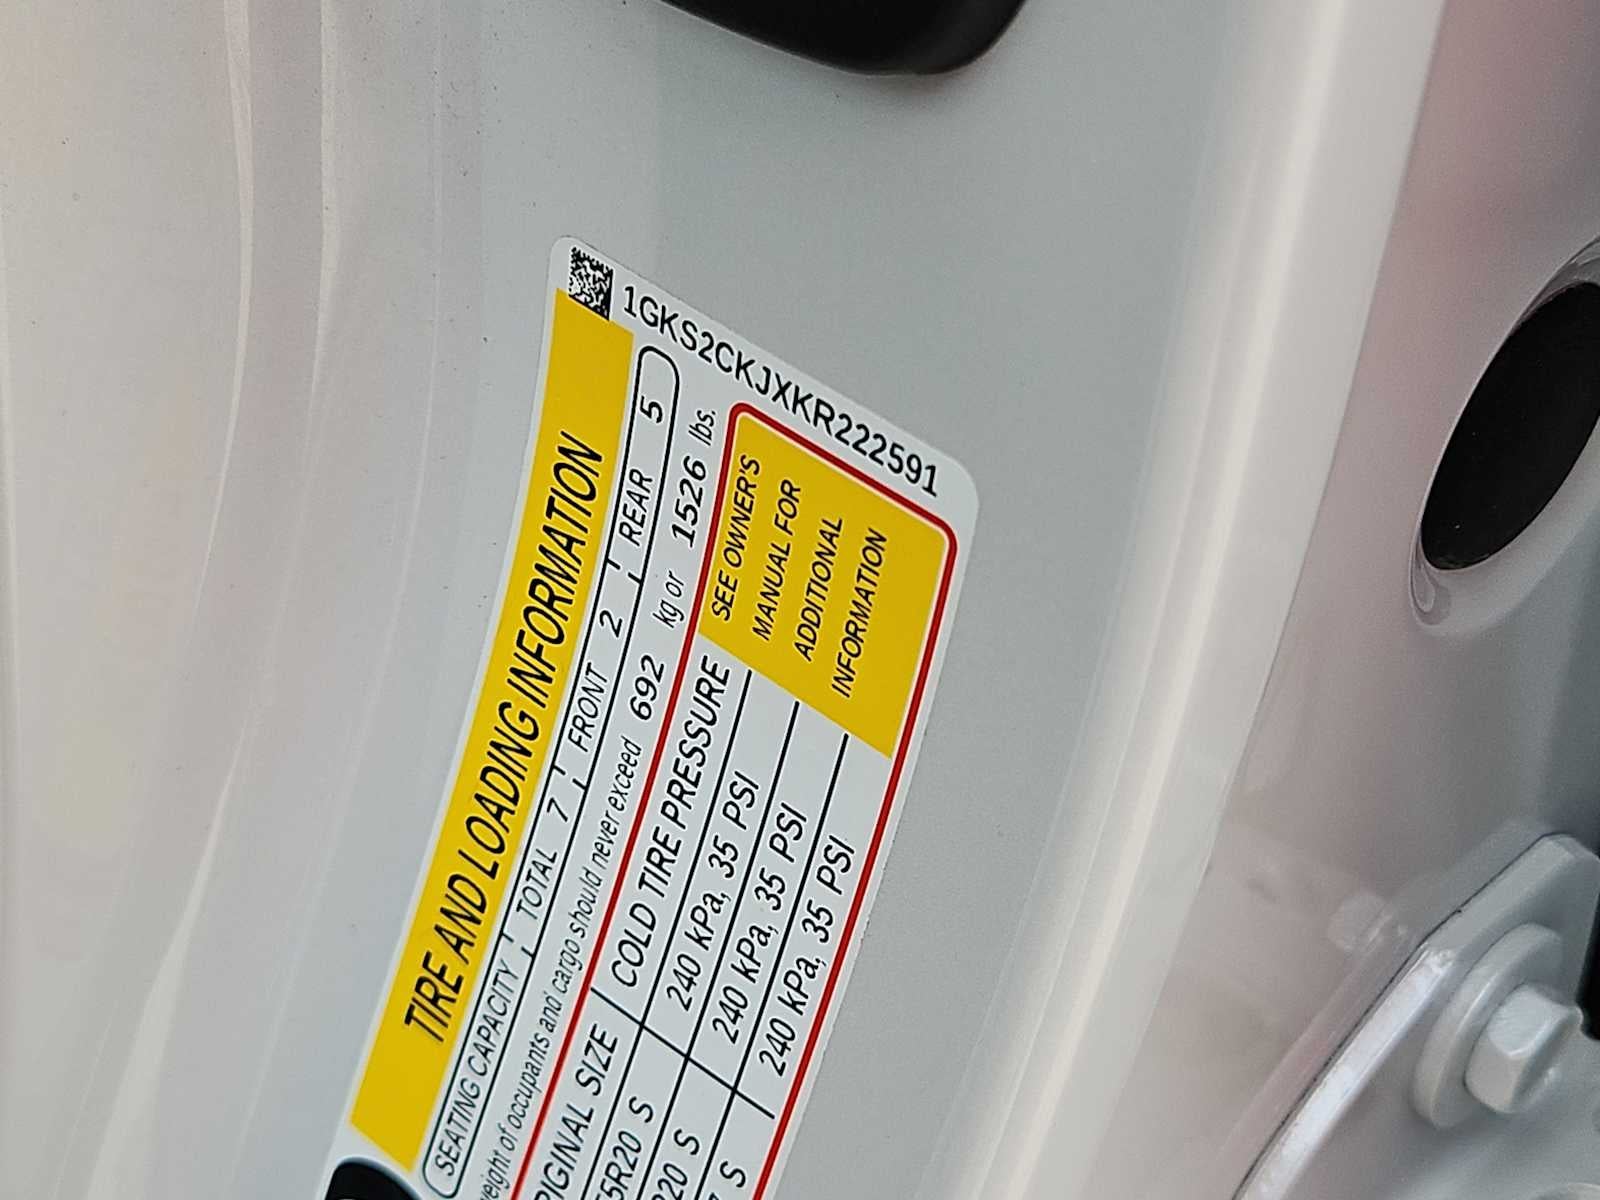 1GKS2CKJXKR222591
TIRE AND LOADING INFORMATION
SEATING CAPACITY TOTAL 7 FRONT 2 REAR 5
of occupants and cargo should never exceed 692 kg or 1526 lbs.
SIZE COLD TIRE PRESSURE
S 240 kPa, 35 PSI
S 240 kPa, 35 PSI
S 240 kPa, 35 PSI
SEE OWNER'S
MANUAL FOR
ADDITIONAL
INFORMATION